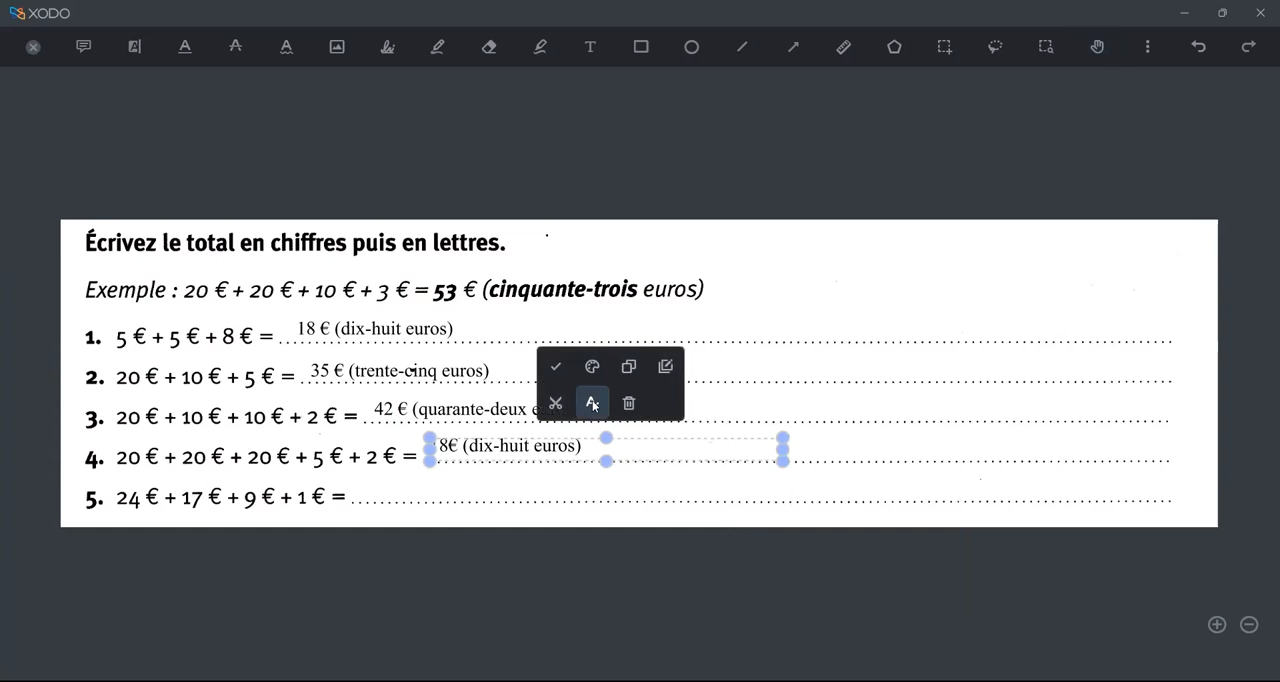 XODO
Écrivez le total en chiffres puis en lettres.
Exemple : 20 € + 20 € + 10 € + 3 € = 53 € (cinquante-trois euros)
1. 5 € + 5 € + 8 € = 18 € (dix-huit euros)
2. 20 € + 10 € + 5 € = 35 € (trente-cinq euros)
3. 20 € + 10 € + 10 € + 2 € = 42 € (quarante-deux
4. 20 € + 20 € + 20 € + 5 € + 2 € = 8€ (dix-huit euros)
5. 24 € + 17 € + 9 € + 1 € =